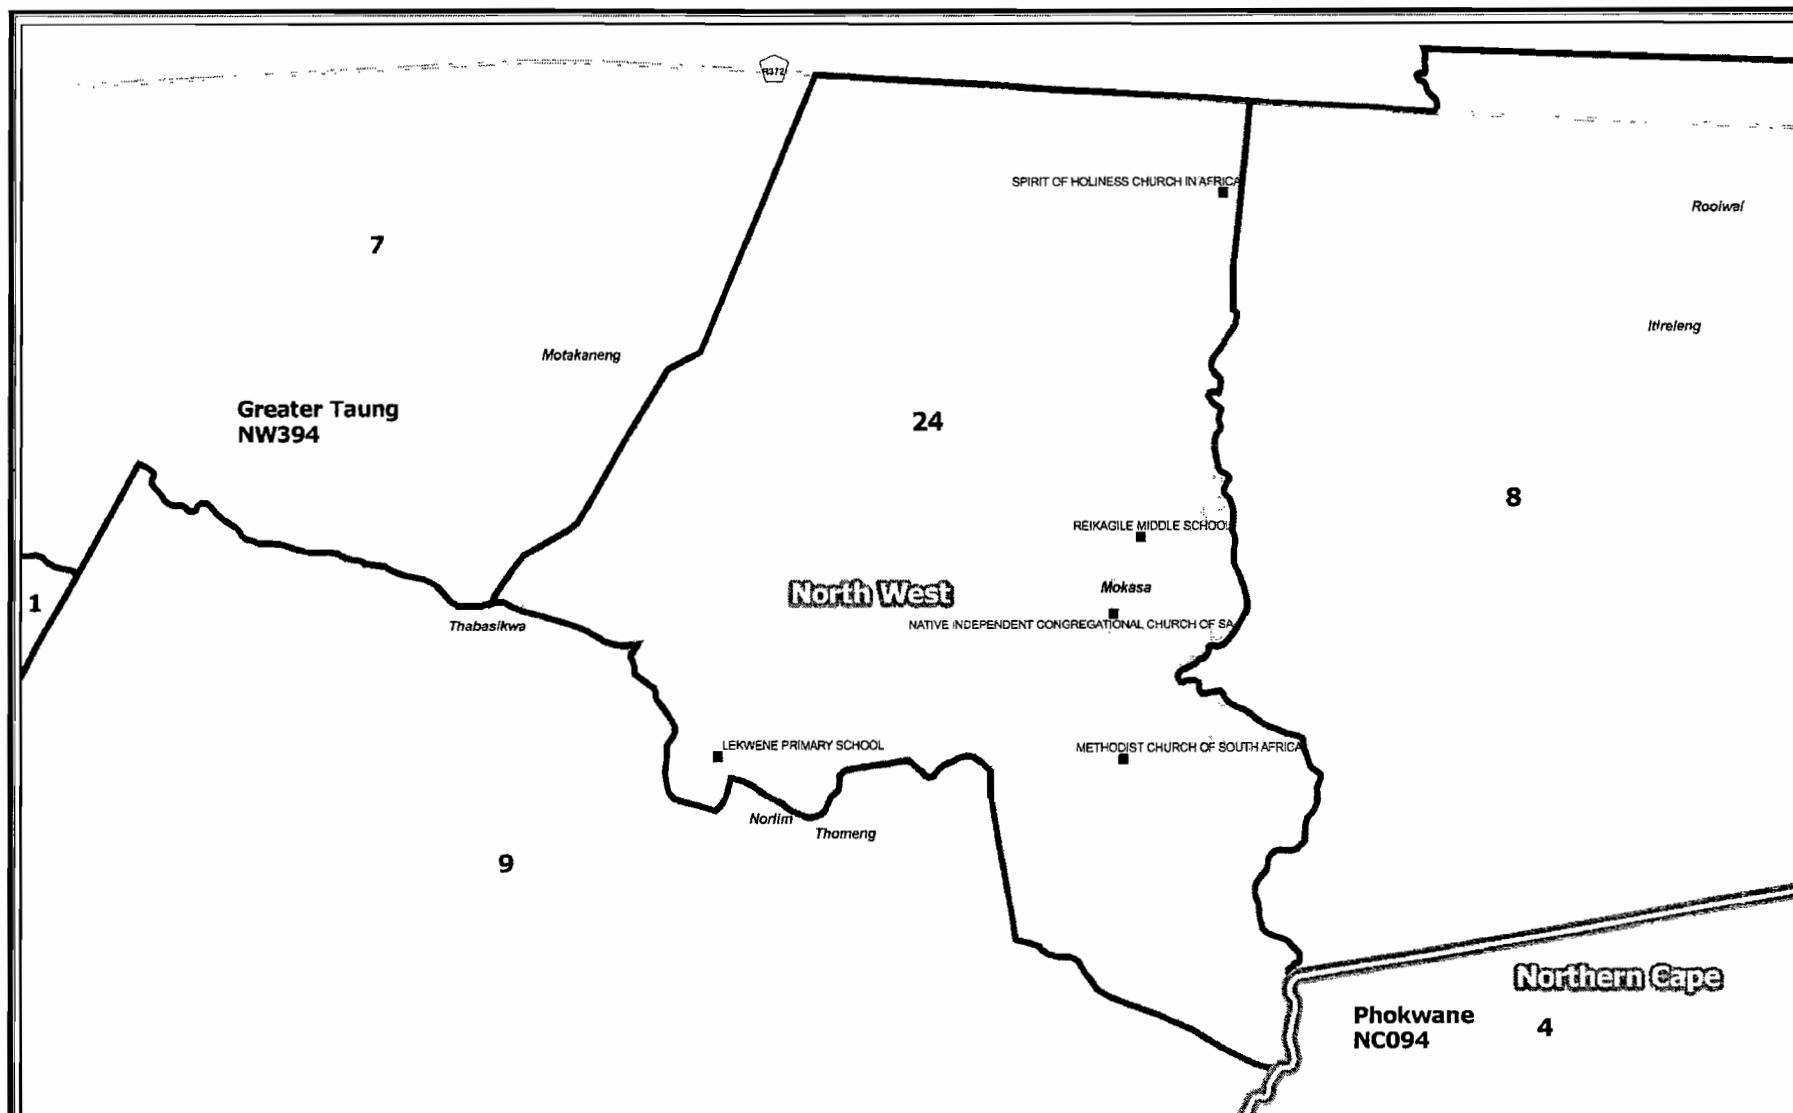 R372
SPIRIT OF HOLINESS CHURCH IN AFRICA
Rooiwal
7
Itireleng
Motakaneng
Greater Taung
NW394
24
8
REIKAGILE MIDDLE SCHOOL
Mokasa
North West
1
NATIVE INDEPENDENT CONGREGATIONAL CHURCH OF SA
Thabasikwa
LEKWENE PRIMARY SCHOOL
METHODIST CHURCH OF SOUTH AFRICA
Norlim
Thomeng
9
Northern Cape
Phokwane
NC094
4